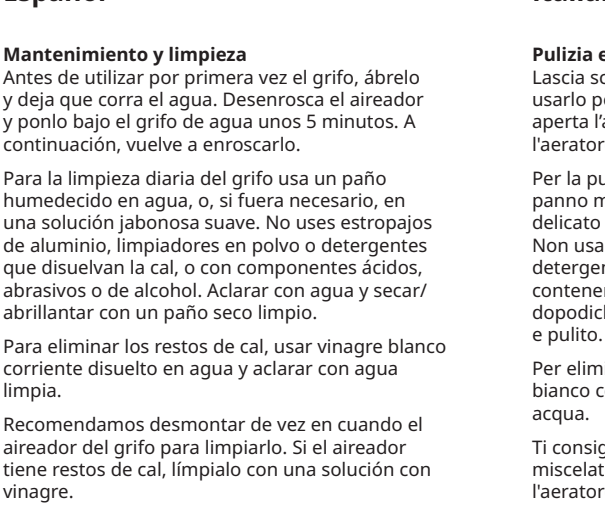 Mantenimiento y limpieza
Antes de utilizar por primera vez el grifo, ábrelo
y deja que corra el agua. Desenrosca el aireador
y ponlo bajo el grifo de agua unos 5 minutos. A
continuación, vuelve a enroscarlo.
Para la limpieza diaria del grifo usa un paño
humedecido en agua, o, si fuera necesario, en
una solución jabonosa suave. No uses estropajos
de aluminio, limpiadores en polvo o detergentes
que disuelvan la cal, o con componentes ácidos,
abrasivos o de alcohol. Aclarar con agua y secar/
abrillantar con un paño seco limpio.
Para eliminar los restos de cal, usar vinagre blanco
corriente disuelto en agua y aclarar con agua
limpia.
Recomendamos desmontar de vez en cuando el
aireador del grifo para limpiarlo. Si el aireador
tiene restos de cal, límpialo con una solución con
vinagre.
Pulizia
Lascia
usarlo
aperta
l'aerator
Per la
panno
delicato
Non
dopodich
e pulito.
Per
bianco
acqua.
Ti
miscelat
l'aerator